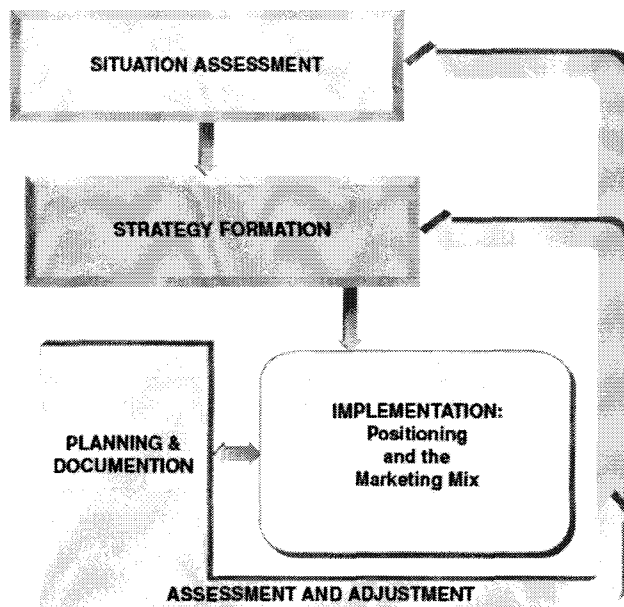 SITUATION ASSESSMENT
STRATEGY FORMATION
IMPLEMENTATION:
Positioning
and the
Marketing Mix
PLANNING &
DOCUMENTION
ASSESSMENT AND ADJUSTMENT